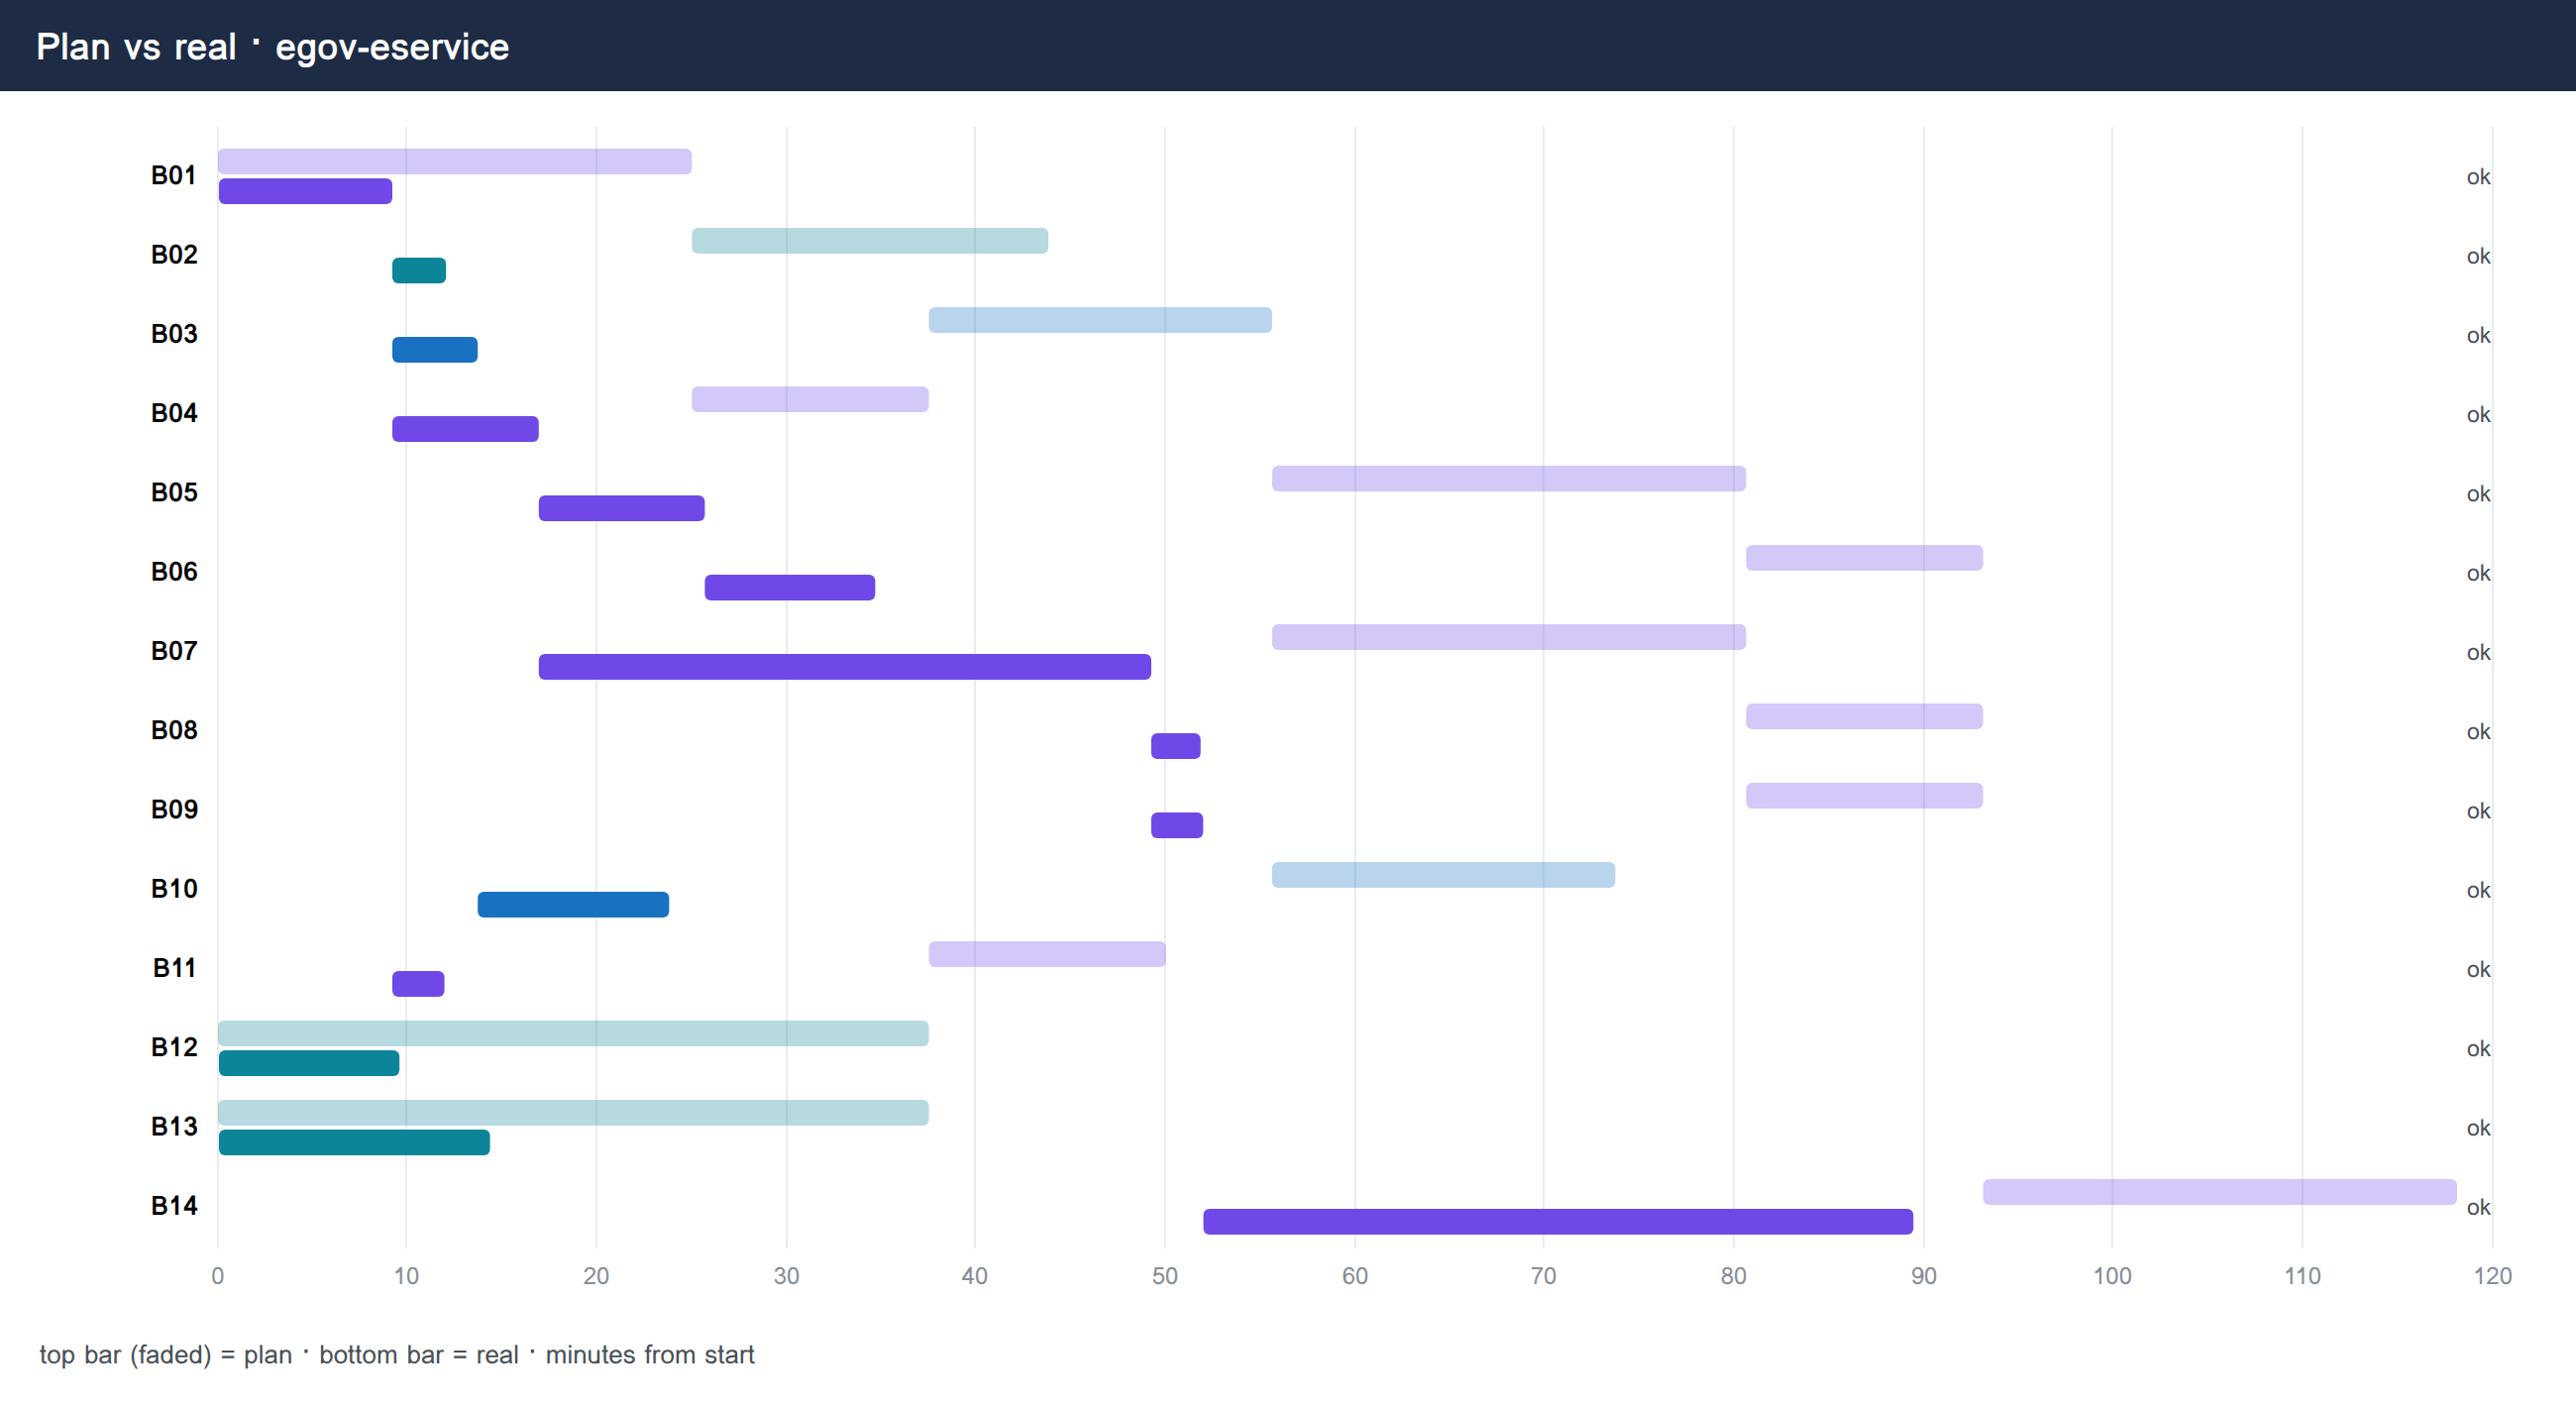 Plan vs real · egov-eservice
B01 ok
B02 ok
B03 ok
B04 ok
B05 ok
B06 ok
B07 ok
B08 ok
B09 ok
B10 ok
B11 ok
B12 ok
B13 ok
B14 ok
0 10 20 30 40 50 60 70 80 90 100 110 120
top bar (faded) = plan · bottom bar = real · minutes from start